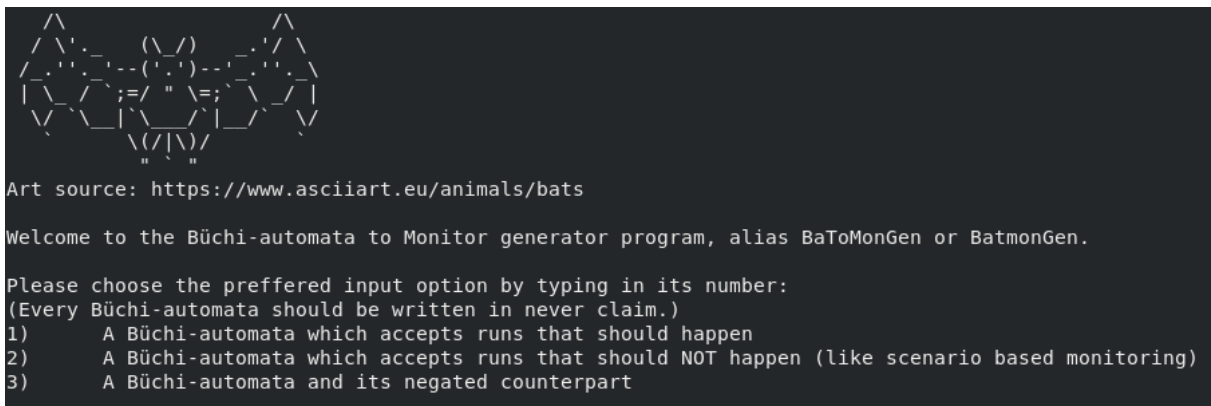 Art source: https://www.asciiart.eu/animals/bats
Welcome to the Büchi-automata to Monitor generator program, alias BaToMonGen or BatmonGen.
Please choose the preffered input option by typing in its number:
(Every Büchi-automata should be written in never claim.)
1) A Büchi-automata which accepts runs that should happen
2) A Büchi-automata which accepts runs that should NOT happen (like scenario based monitoring)
3) A Büchi-automata and its negated counterpart